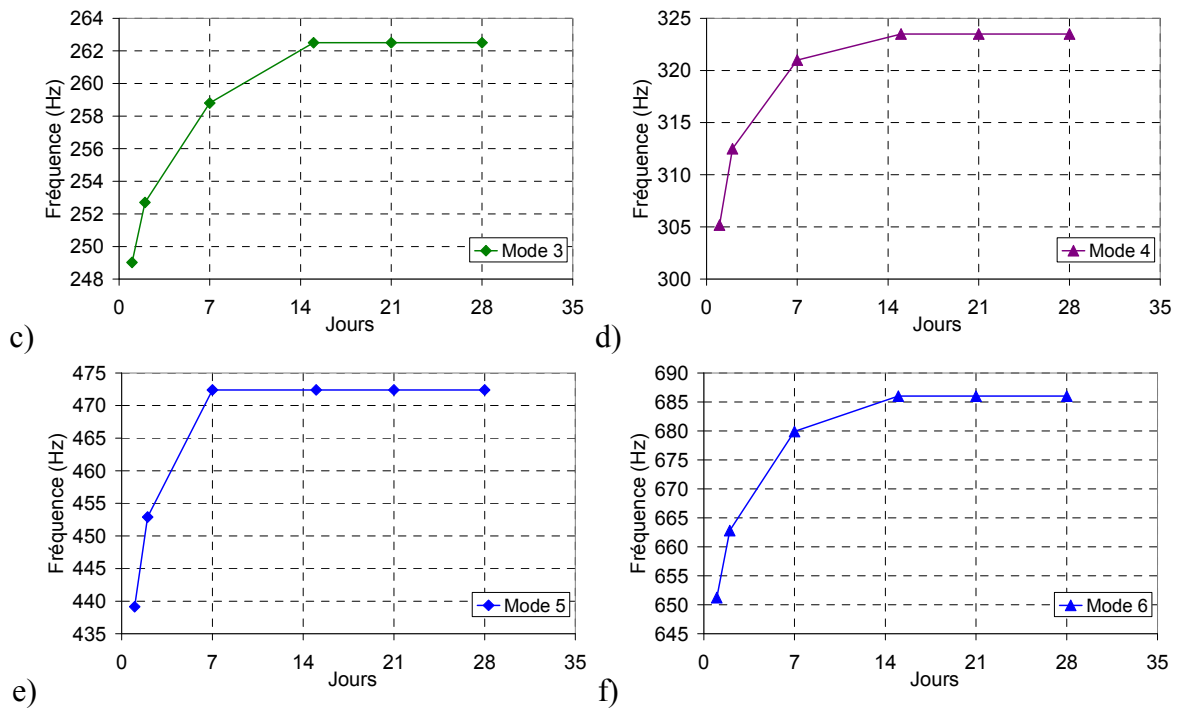 264
262
260
258
256
254
252
250
248
Fréquence (Hz)
0 7 14 21 28 35
Jours
Mode 3
c)
325
320
315
310
305
300
Fréquence (Hz)
0 7 14 21 28 35
Jours
Mode 4
d)
475
470
465
460
455
450
445
440
435
Fréquence (Hz)
0 7 14 21 28 35
Jours
Mode 5
e)
690
685
680
675
670
665
660
655
650
645
Fréquence (Hz)
0 7 14 21 28 35
Jours
Mode 6
f)